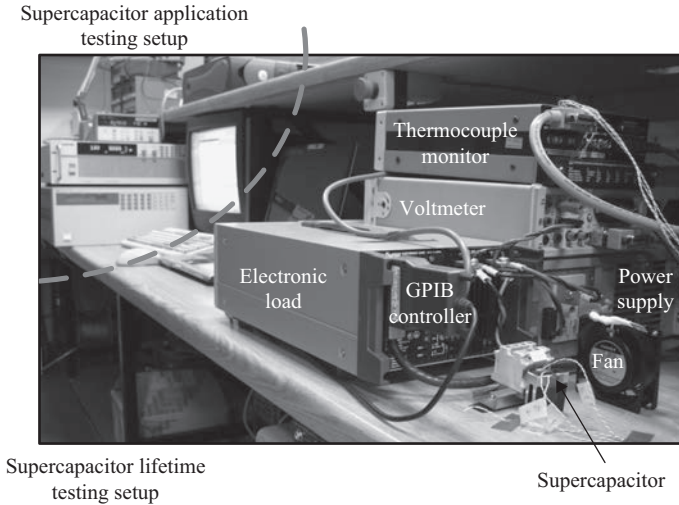 Supercapacitor application
testing setup
Thermocouple
monitor
Voltmeter
Electronic
load
GPIB
controller
Power
supply
Fan
Supercapacitor lifetime
testing setup
Supercapacitor